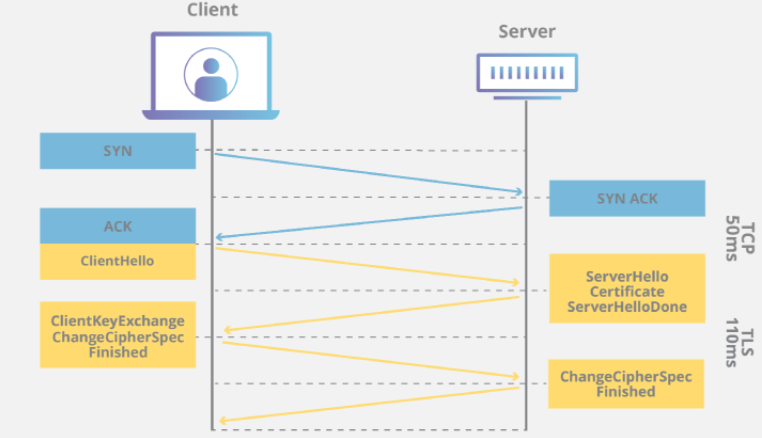 Client
Server
SYN
SYN ACK
ACK
ClientHello
TCP
50ms
ServerHello
Certificate
ServerHelloDone
ClientKeyExchange
ChangeCipherSpec
Finished
TLS
110ms
ChangeCipherSpec
Finished